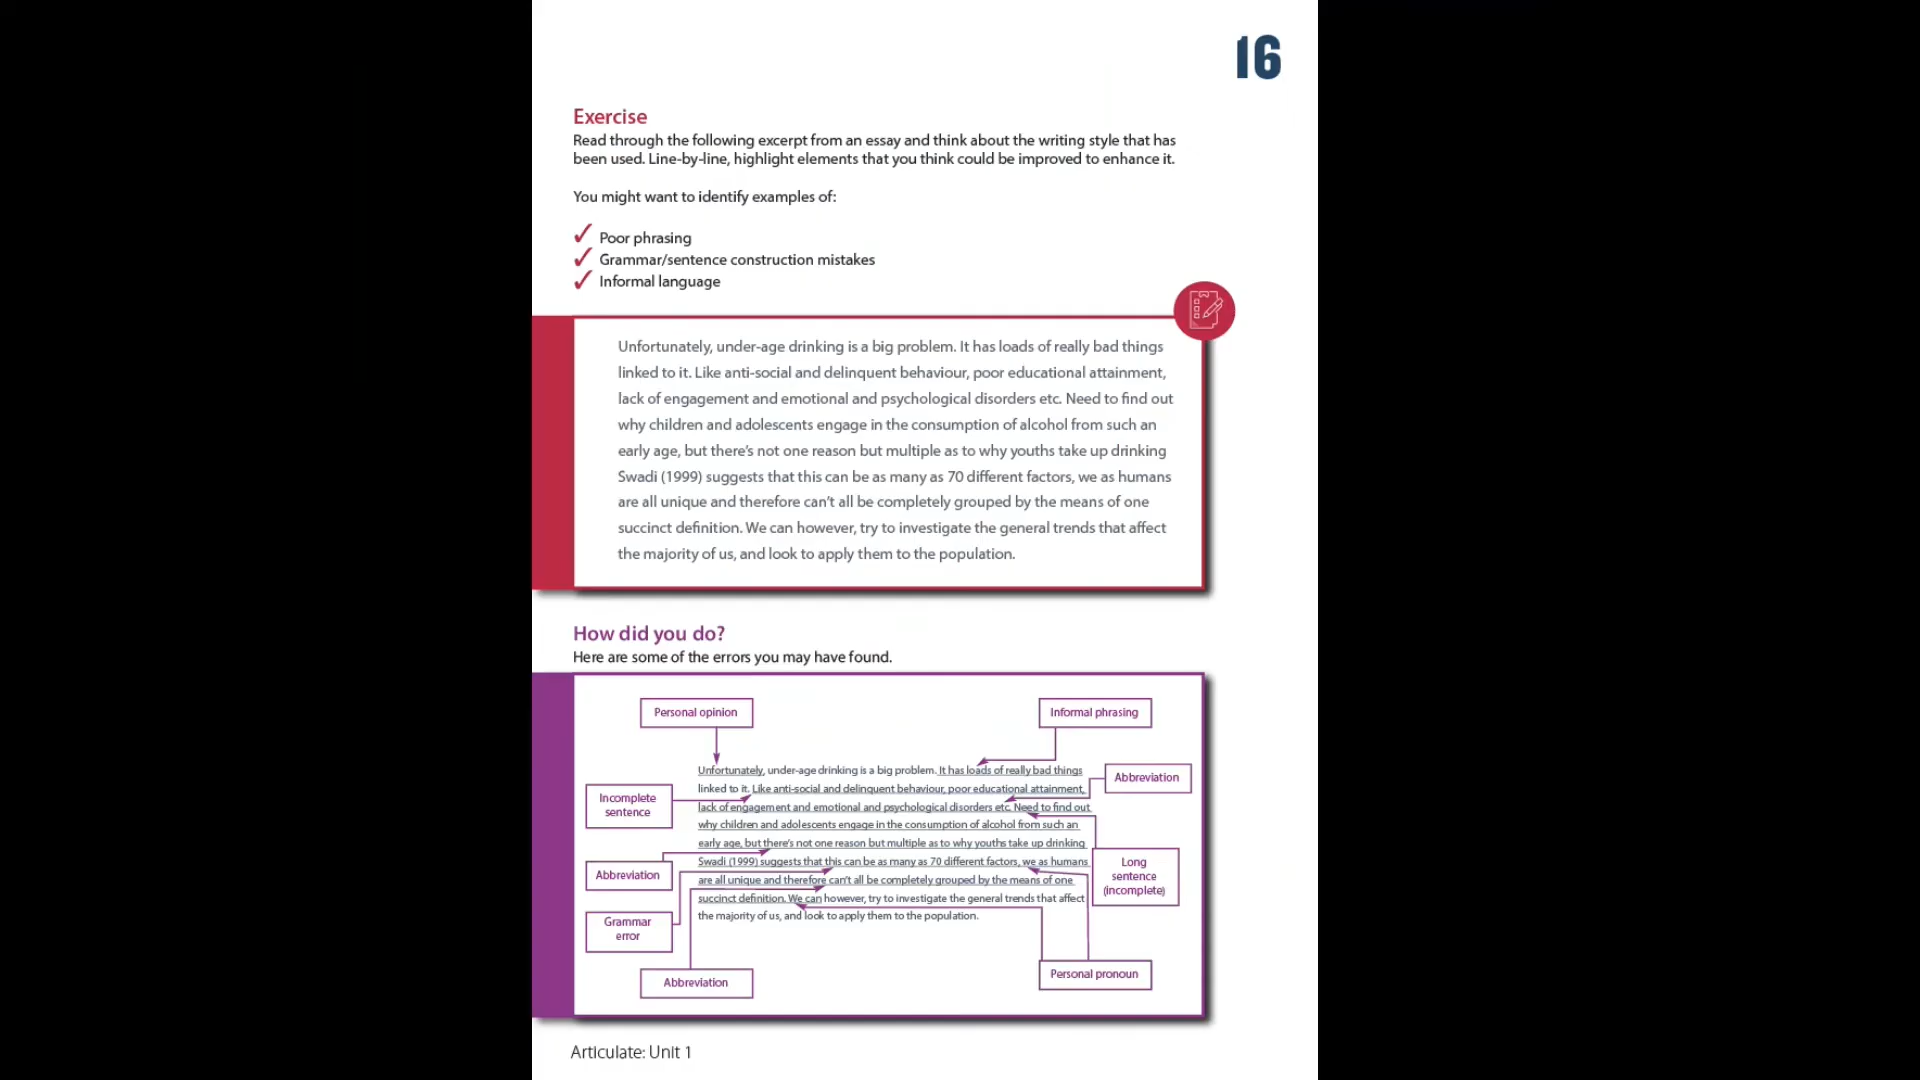 16
Exercise
Read through the following excerpt from an essay and think about the writing style that has
been used. Line-by-line, highlight elements that you think could be improved to enhance it.
You might want to identify examples of:
✓ Poor phrasing
✓ Grammar/sentence construction mistakes
✓ Informal language
Unfortunately, under-age drinking is a big problem. It has loads of really bad things
linked to it. Like anti-social and delinquent behaviour, poor educational attainment,
lack of engagement and emotional and psychological disorders etc. Need to find out
why children and adolescents engage in the consumption of alcohol from such an
early age, but there's not one reason but multiple as to why youths take up drinking
Swadi (1999) suggests that this can be as many as 70 different factors, we as humans
are all unique and therefore can't all be completely grouped by the means of one
succinct definition. We can however, try to investigate the general trends that affect
the majority of us, and look to apply them to the population.
How did you do?
Here are some of the errors you may have found.
Personal opinion
Informal phrasing
Unfortunately, under-age drinking is a big problem. It has loads of really bad things
Abbreviation
linked to it. Like anti-social and delinquent behaviour, poor educational attainment,
Incomplete
sentence
lack of engagement and emotional and psychological disorders etc. Need to find out
why children and adolescents engage in the consumption of alcohol from such an
early age, but there's not one reason but multiple as to why youths take up drinking
Swadi (1999) suggests that this can be as many as 70 different factors, we as humans
Long
sentence
(incomplete)
Abbreviation
are all unique and therefore can't all be completely grouped by the means of one
succinct definition. We can however, try to investigate the general trends that affect
the majority of us, and look to apply them to the population.
Grammar
error
Personal pronoun
Abbreviation
Articulate: Unit 1